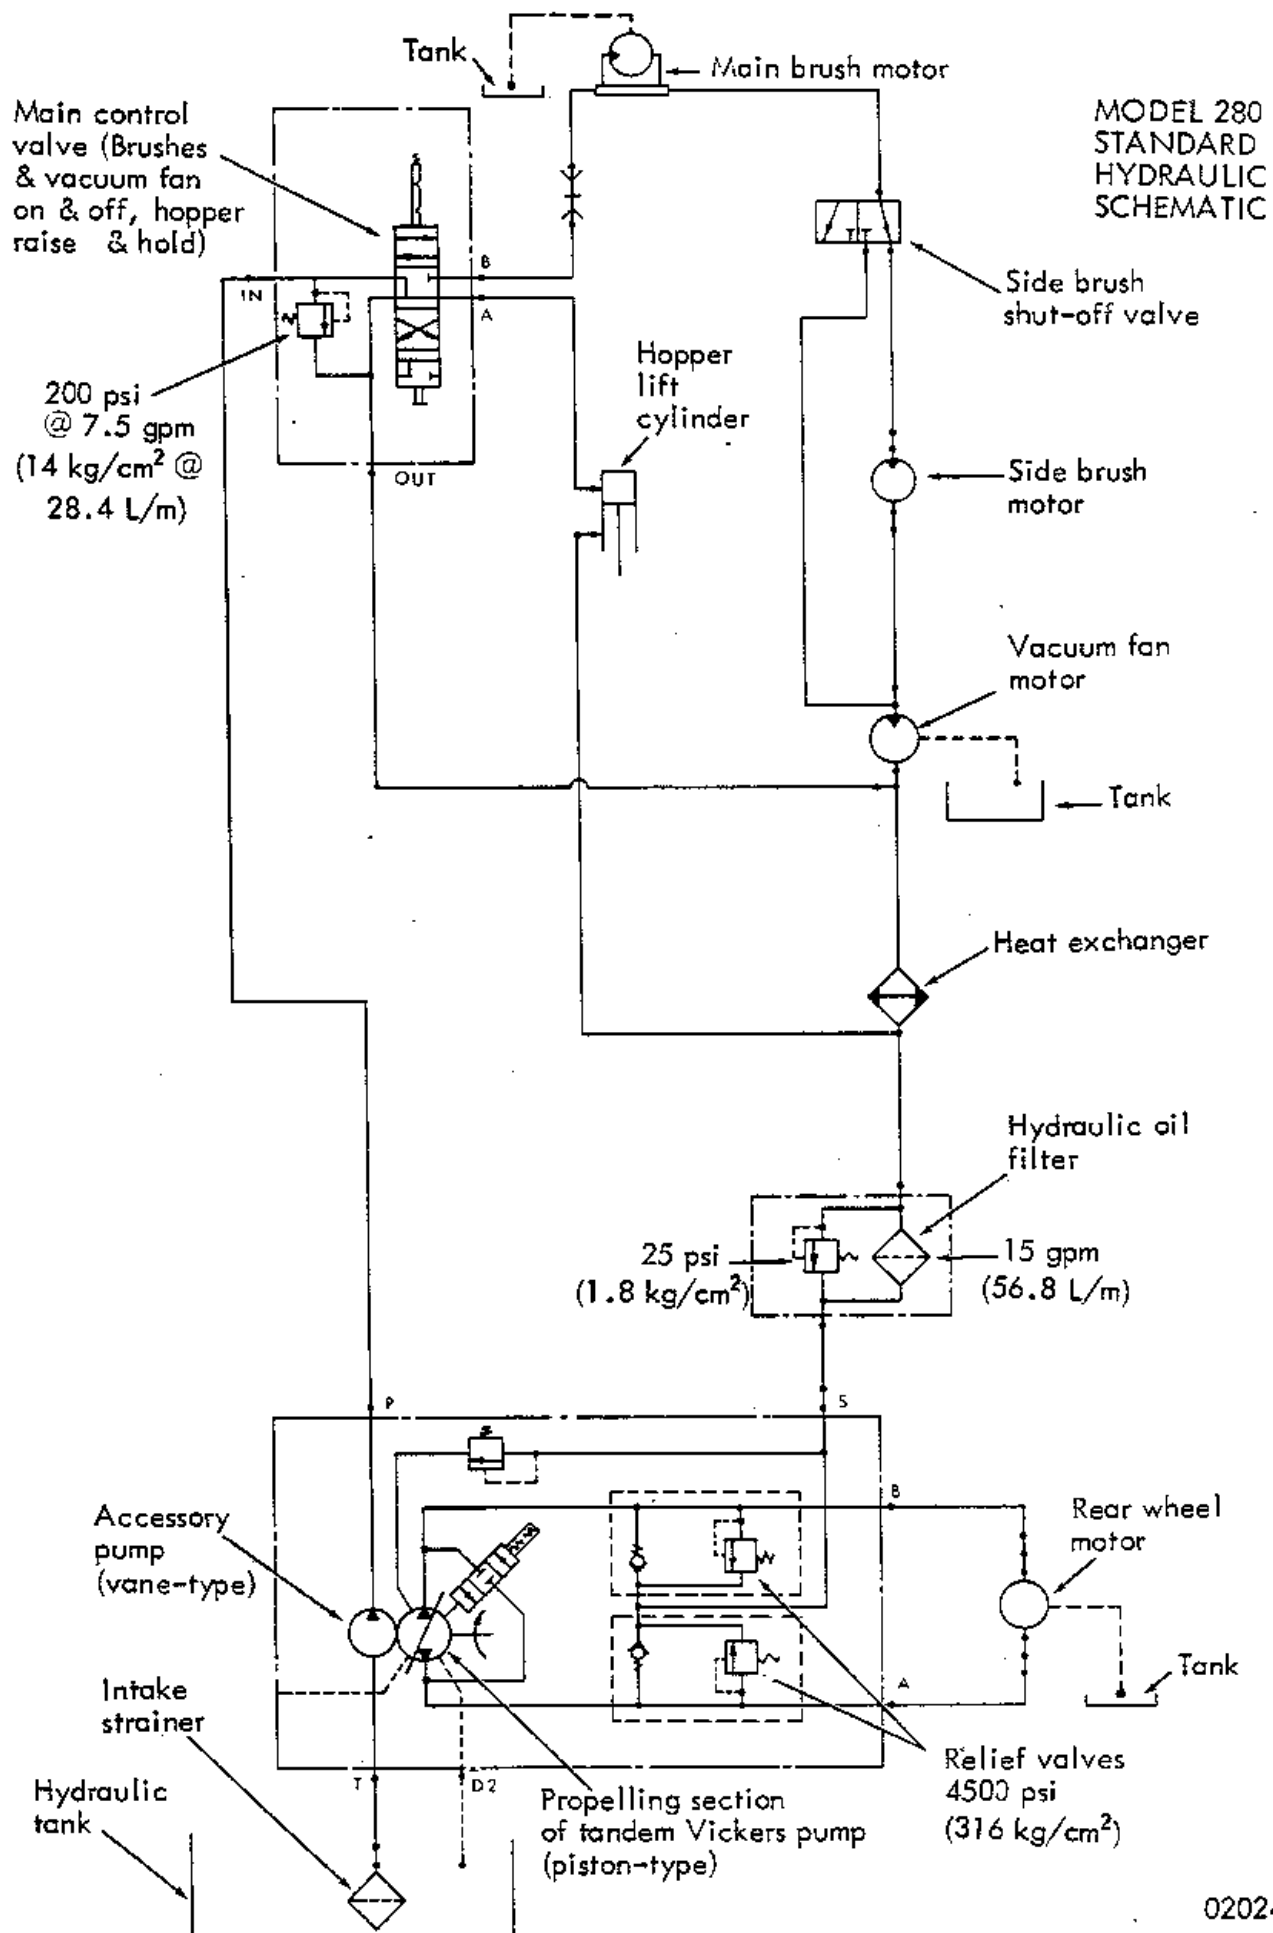 Tank
Main brush motor
Main control
valve (Brushes
& vacuum fan
on & off, hopper
raise & hold)
MODEL 280
STANDARD
HYDRAULIC
SCHEMATIC
B
IN
A
Side brush
shut-off valve
Hopper
lift
cylinder
200 psi
@ 7.5 gpm
(14 kg/cm² @
28.4 L/m)
OUT
Side brush
motor
Vacuum fan
motor
Tank
Heat exchanger
Hydraulic oil
filter
25 psi
(1.8 kg/cm²)
15 gpm
(56.8 L/m)
P
S
B
Accessory
pump
(vane-type)
Rear wheel
motor
A
Tank
Intake
strainer
Relief valves
4500 psi
(316 kg/cm²)
T
D2
Hydraulic
tank
Propelling section
of tandem Vickers pump
(piston-type)